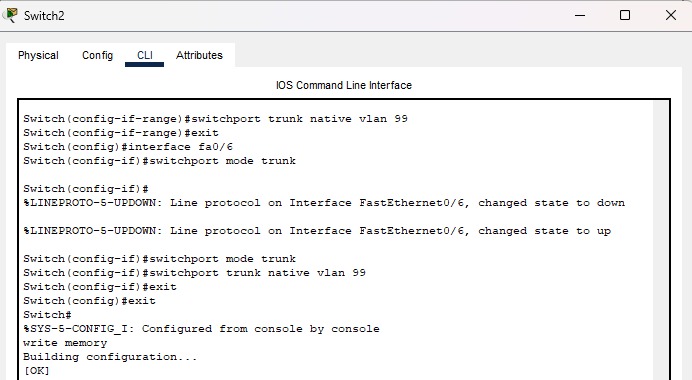 Switch2
Physical Config CLI Attributes
IOS Command Line Interface
Switch(config-if-range)#switchport trunk native vlan 99
Switch(config-if-range)#exit
Switch(config)#interface fa0/6
Switch(config-if)#switchport mode trunk
Switch(config-if)#
%LINEPROTO-5-UPDOWN: Line protocol on Interface FastEthernet0/6, changed state to down
%LINEPROTO-5-UPDOWN: Line protocol on Interface FastEthernet0/6, changed state to up
Switch(config-if)#switchport mode trunk
Switch(config-if)#switchport trunk native vlan 99
Switch(config-if)#exit
Switch(config)#exit
Switch#
%SYS-5-CONFIG_I: Configured from console by console
write memory
Building configuration...
[OK]